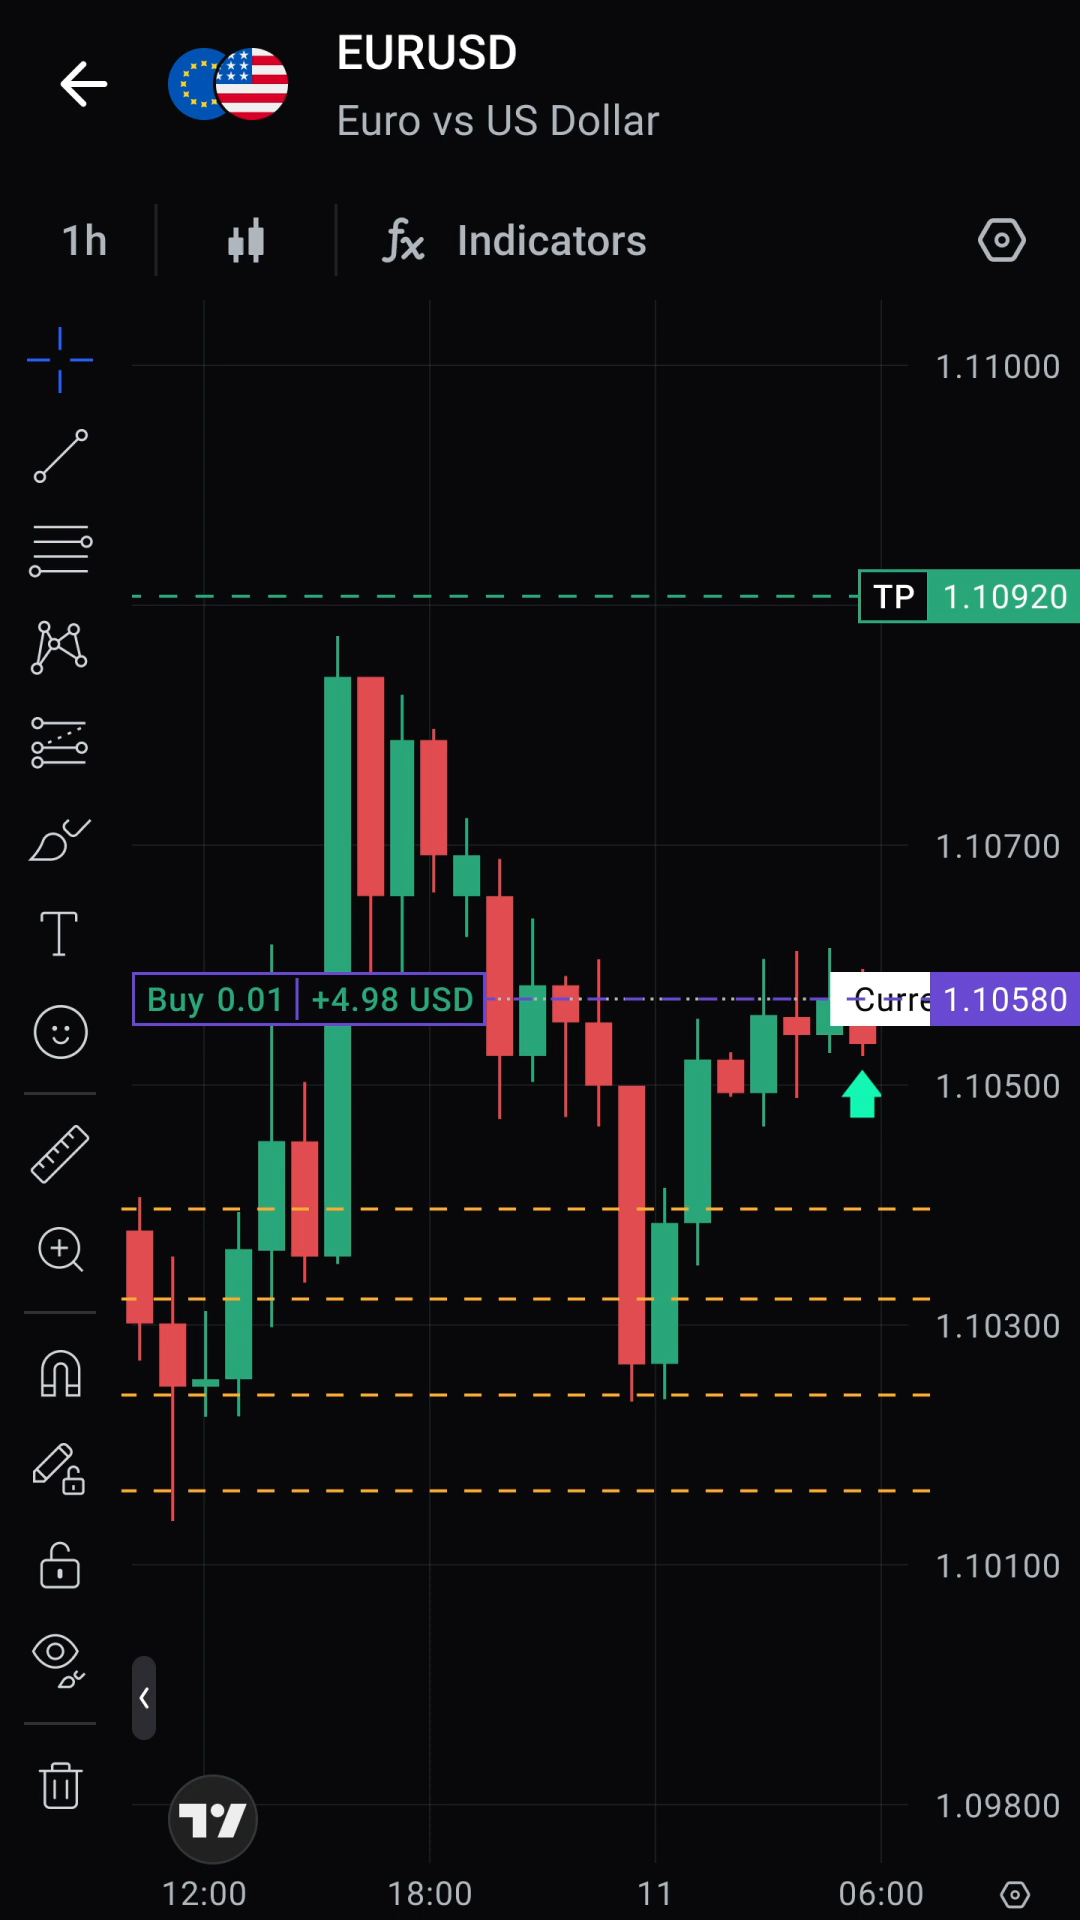 EURUSD
Euro vs US Dollar
1h
fx Indicators
1.11000
TP 1.10920
1.10700
Buy 0.01 +4.98 USD
Curre 1.10580
1.10500
1.10300
1.10100
1.09800
12:00 18:00 11 06:00